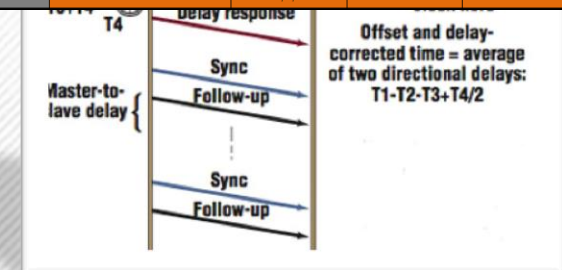 T4
Delay response
Offset and delay-
corrected time = average
of two directional delays:
T1-T2-T3+T4/2
Sync
Follow-up
Master-to-
lave delay
Sync
Follow-up